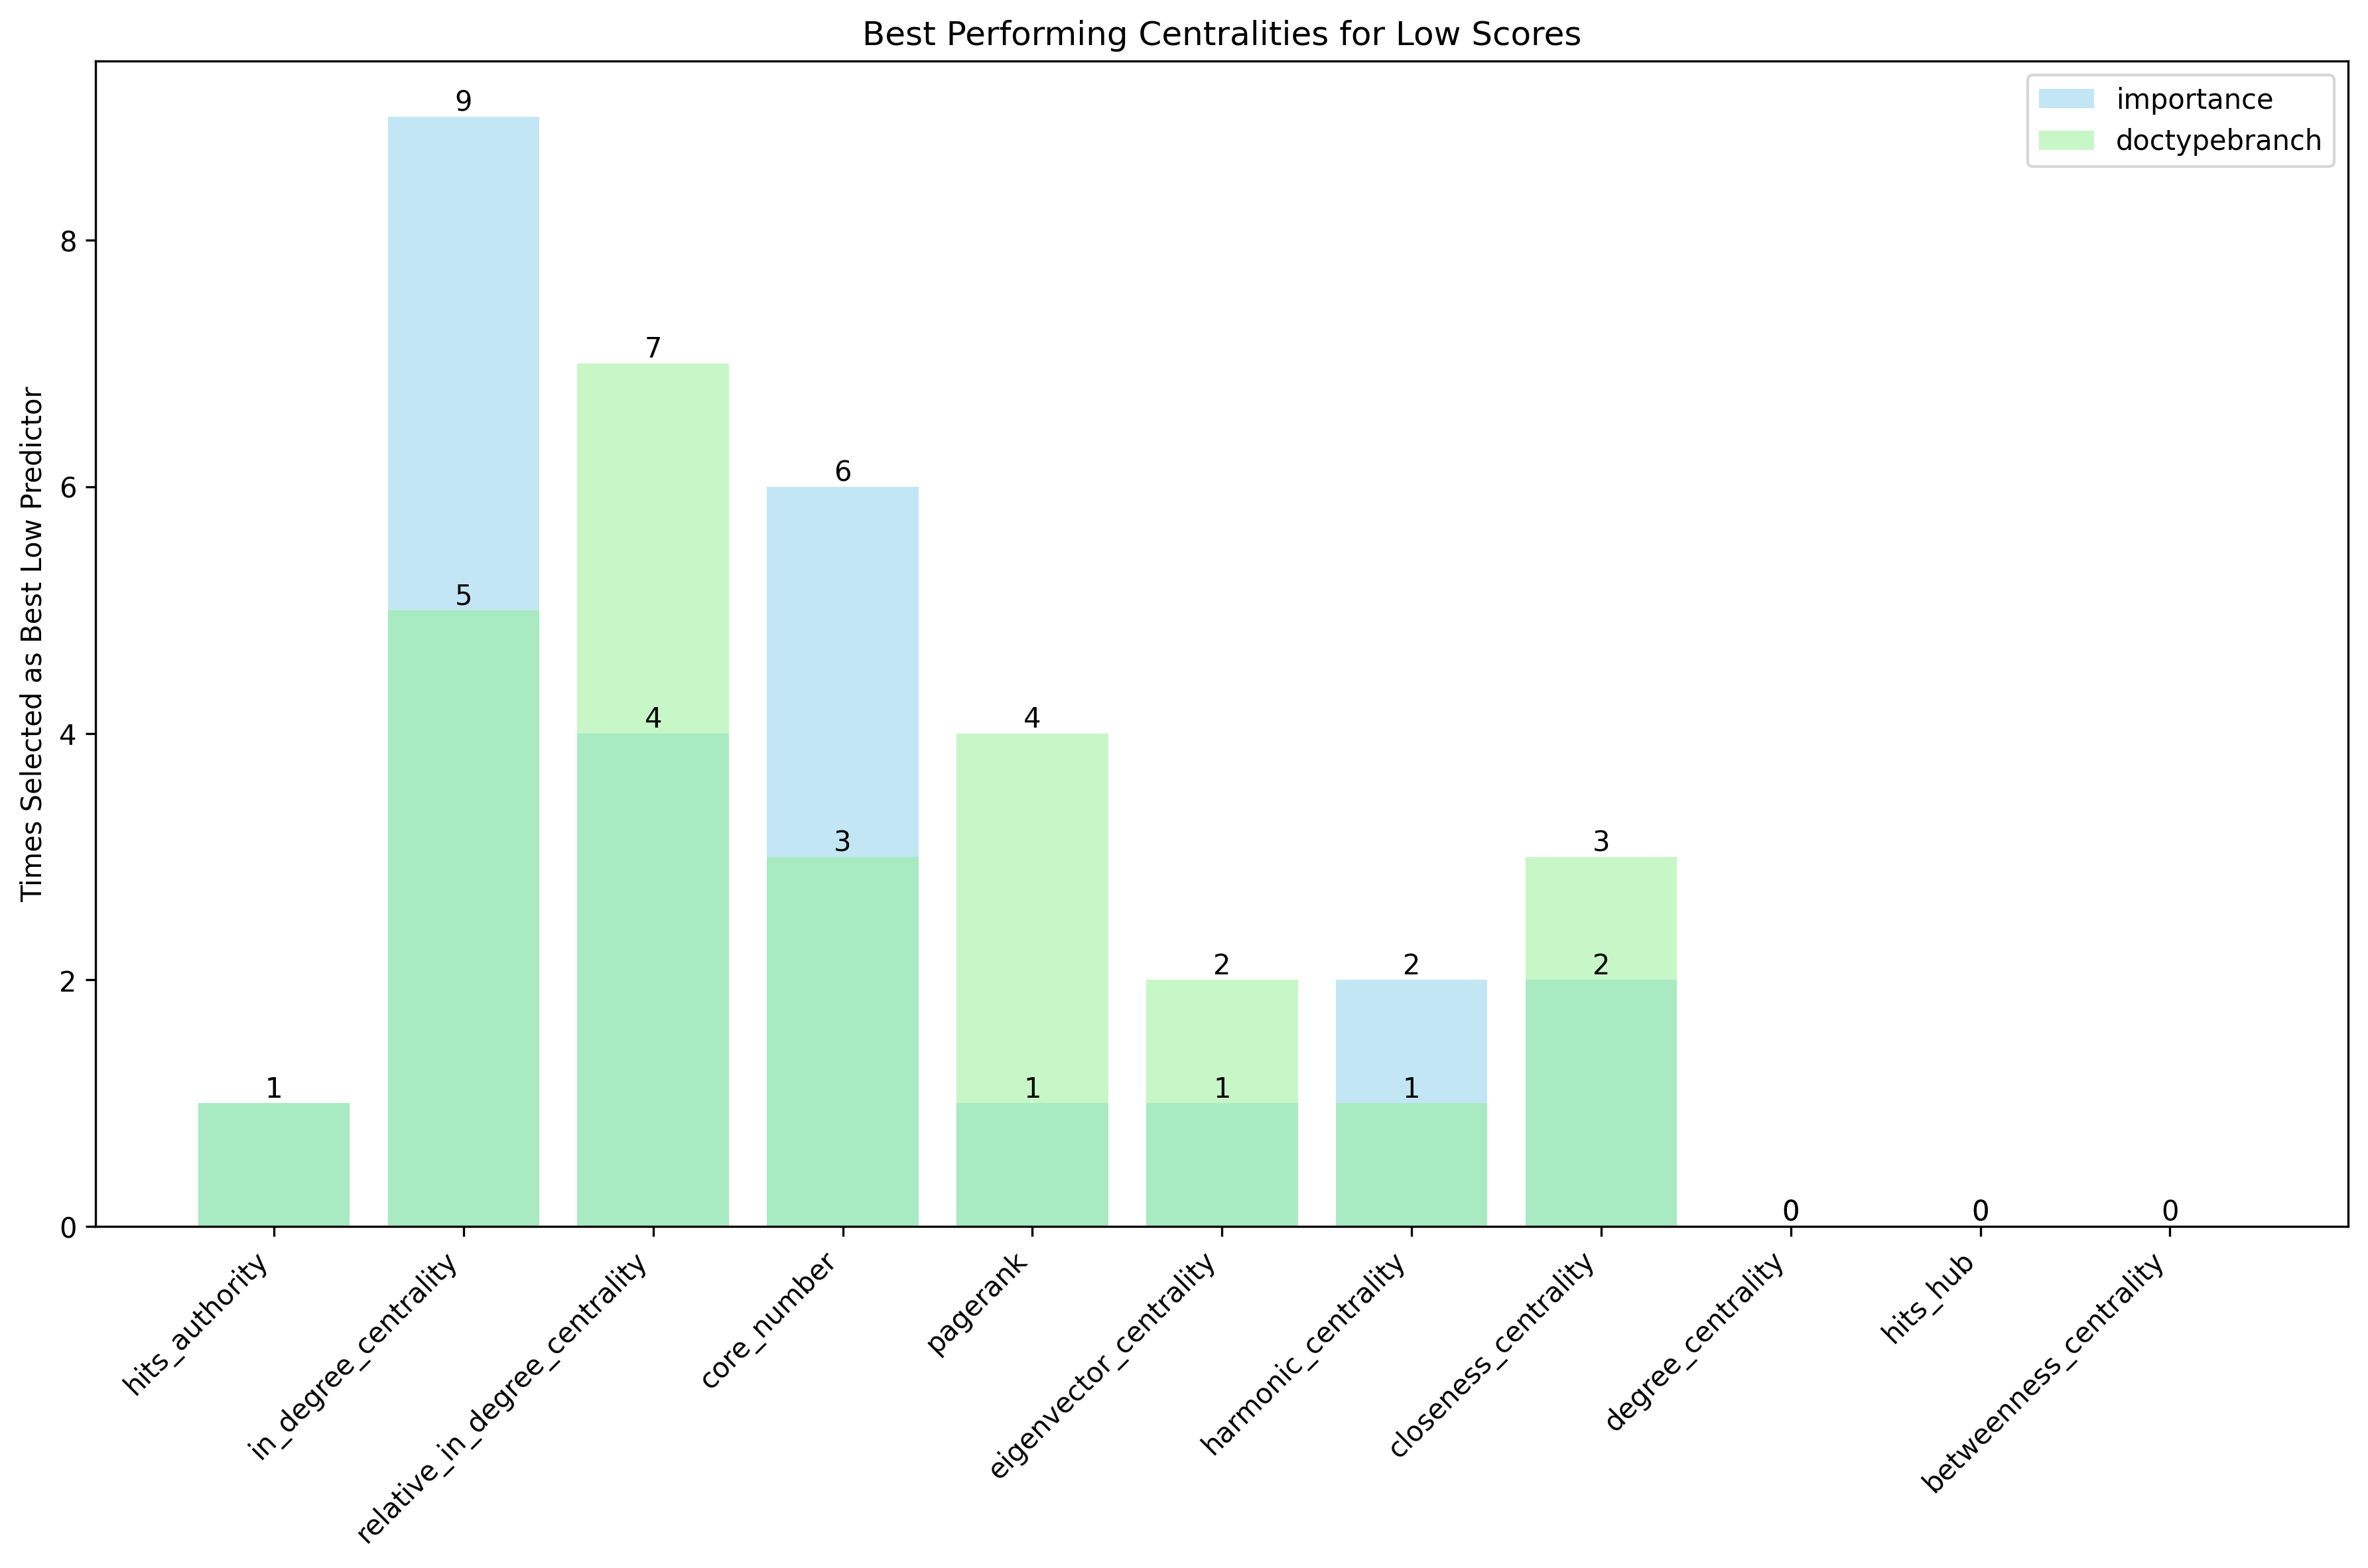 Best Performing Centralities for Low Scores
importance
doctypebranch
Times Selected as Best Low Predictor
8
6
4
2
0
9
5
7
4
6
3
4
1
1
2
1
2
1
3
2
0
0
0
hits_authority
in_degree_centrality
relative_in_degree_centrality
core_number
pagerank
eigenvector_centrality
harmonic_centrality
closeness_centrality
degree_centrality
hits_hub
betweenness_centrality